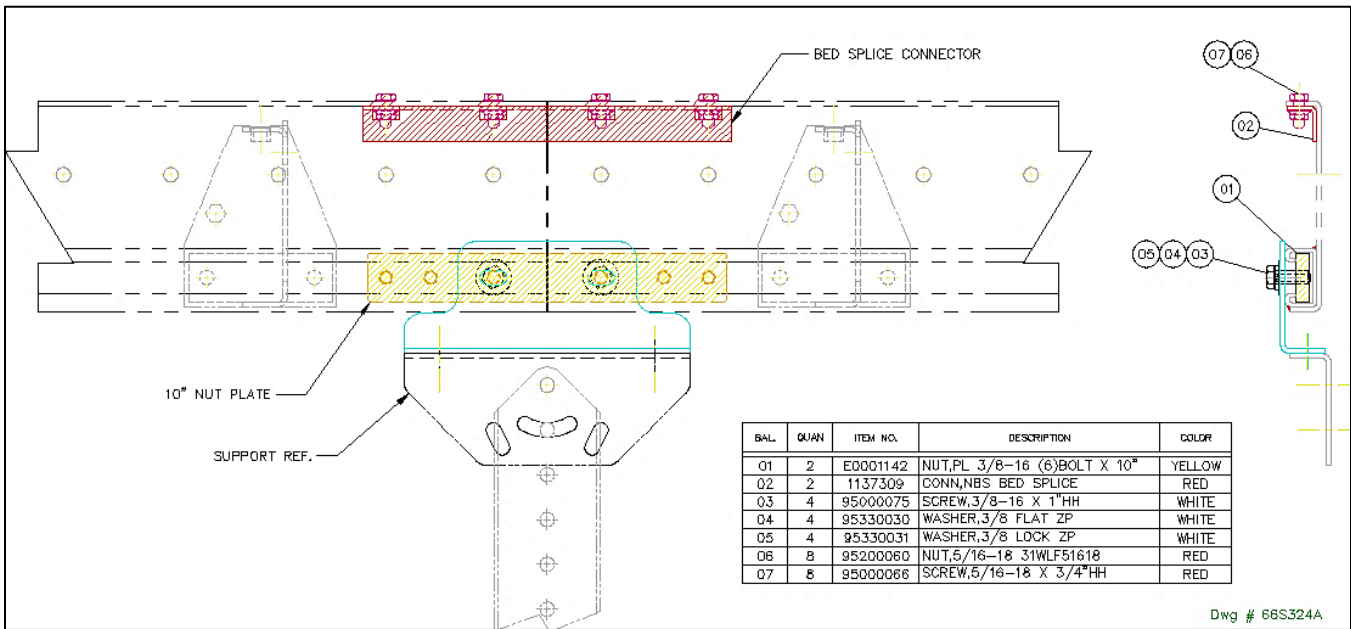 BED SPLICE CONNECTOR
07 06
02
01
05 04 03
10" NUT PLATE
SUPPORT REF.
BAL. QUAN ITEM NO. DESCRIPTION COLOR
01 2 E0001142 NUT,PL 3/8-16 (6)BOLT X 10" YELLOW
02 2 1137309 CONN,NBS BED SPLICE RED
03 4 95000075 SCREW,3/8-16 X 1"HH WHITE
04 4 95330030 WASHER,3/8 FLAT ZP WHITE
05 4 95330031 WASHER,3/8 LOCK ZP WHITE
06 8 95200060 NUT,5/16-18 31WLF51618 RED
07 8 95000066 SCREW,5/16-18 X 3/4"HH RED
Dwg # 66S324A